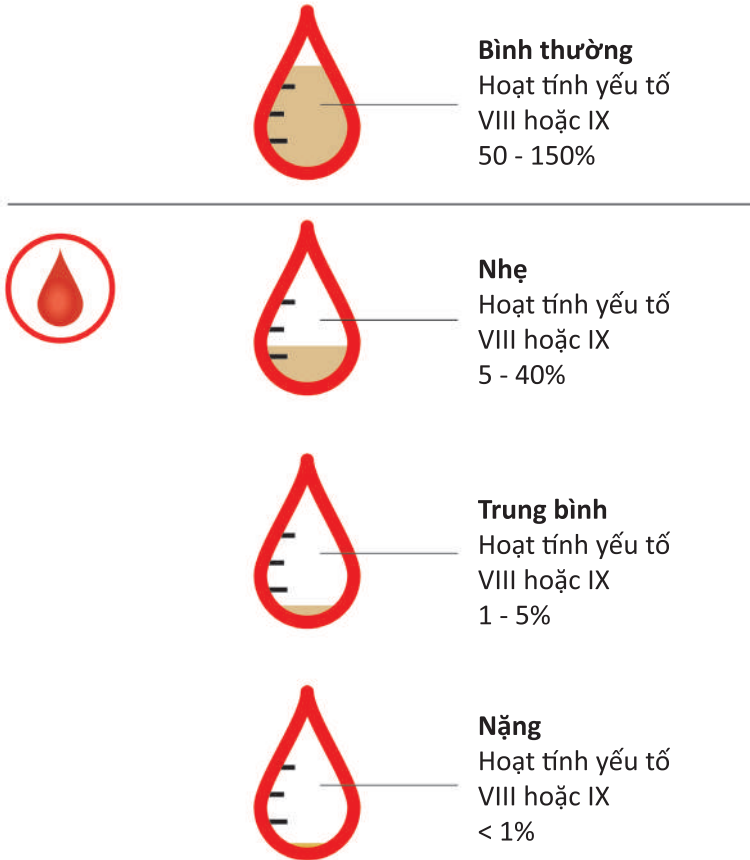 Bình thường
Hoạt tính yếu tố
VIII hoặc IX
50 - 150%
Nhẹ
Hoạt tính yếu tố
VIII hoặc IX
5 - 40%
Trung bình
Hoạt tính yếu tố
VIII hoặc IX
1 - 5%
Nặng
Hoạt tính yếu tố
VIII hoặc IX
< 1%